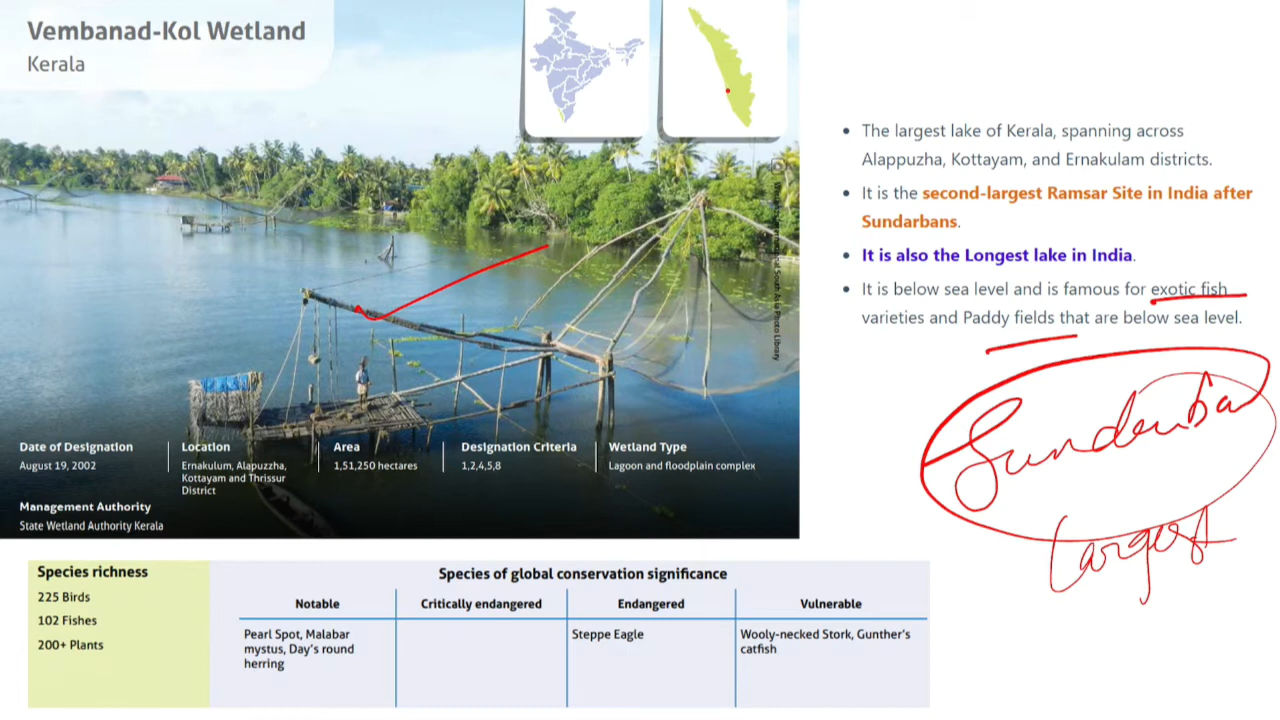 Vembanad-Kol Wetland
Kerala
The largest lake of Kerala, spanning across
Alappuzha, Kottayam, and Ernakulam districts.
It is the second-largest Ramsar Site in India after
Sundarbans.
It is also the Longest lake in India.
It is below sea level and is famous for exotic fish
varieties and Paddy fields that are below sea level.
Largest
Date of Designation
August 19, 2002
Location
Ernakulum, Alapuzzha,
Kottayam and Thrissur
District
Area
1,51,250 hectares
Designation Criteria
1,2,4,5,8
Wetland Type
Lagoon and floodplain complex
Management Authority
State Wetland Authority Kerala
Species richness
225 Birds
102 Fishes
200+ Plants
Species of global conservation significance
Notable
Critically endangered
Endangered
Vulnerable
Pearl Spot, Malabar
mystus, Day's round
herring
Steppe Eagle
Wooly-necked Stork, Gunther's
catfish
South Asia Photo Library